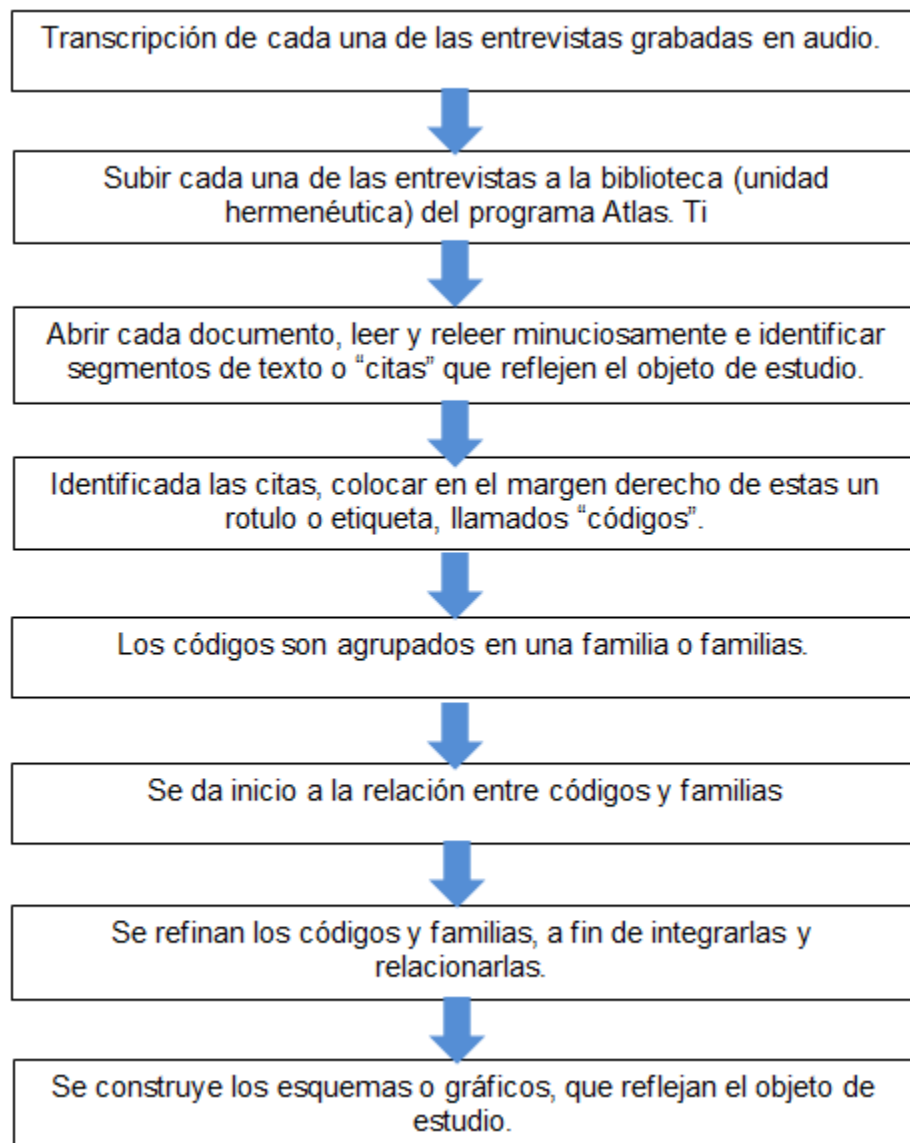 Transcripción de cada una de las entrevistas grabadas en audio.
Subir cada una de las entrevistas a la biblioteca (unidad
hermenéutica) del programa Atlas. Ti
Abrir cada documento, leer y releer minuciosamente e identificar
segmentos de texto o “citas” que reflejen el objeto de estudio.
Identificada las citas, colocar en el margen derecho de estas un
rotulo o etiqueta, llamados “códigos”.
Los códigos son agrupados en una familia o familias.
Se da inicio a la relación entre códigos y familias
Se refinan los códigos y familias, a fin de integrarlas y
relacionarlas.
Se construye los esquemas o gráficos, que reflejan el objeto de
estudio.